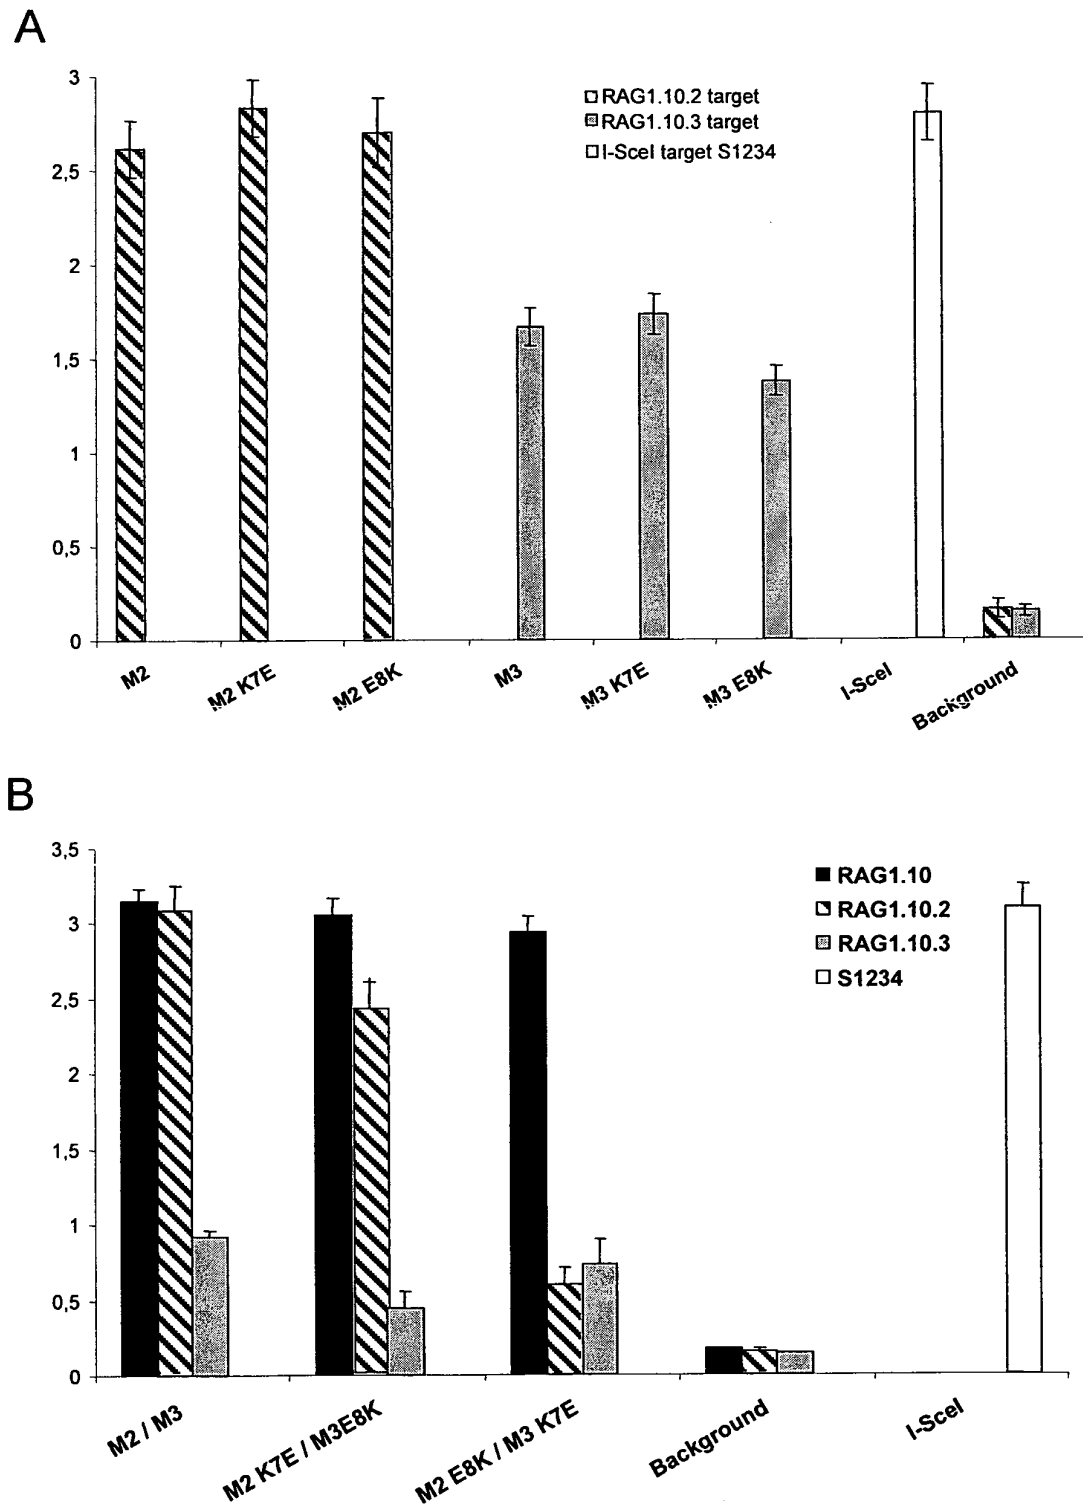 A
3
2,5
2
1,5
1
0,5
0
RAG1.10.2 target
RAG1.10.3 target
I-SceI target S1234
M2
M2 K7E
M2 E8K
M3
M3 K7E
M3 E8K
I-SceI
Background
B
3,5
3
2,5
2
1,5
1
0,5
0
RAG1.10
RAG1.10.2
RAG1.10.3
S1234
M2 / M3
M2 K7E / M3E8K
M2 E8K / M3 K7E
Background
I-SceI